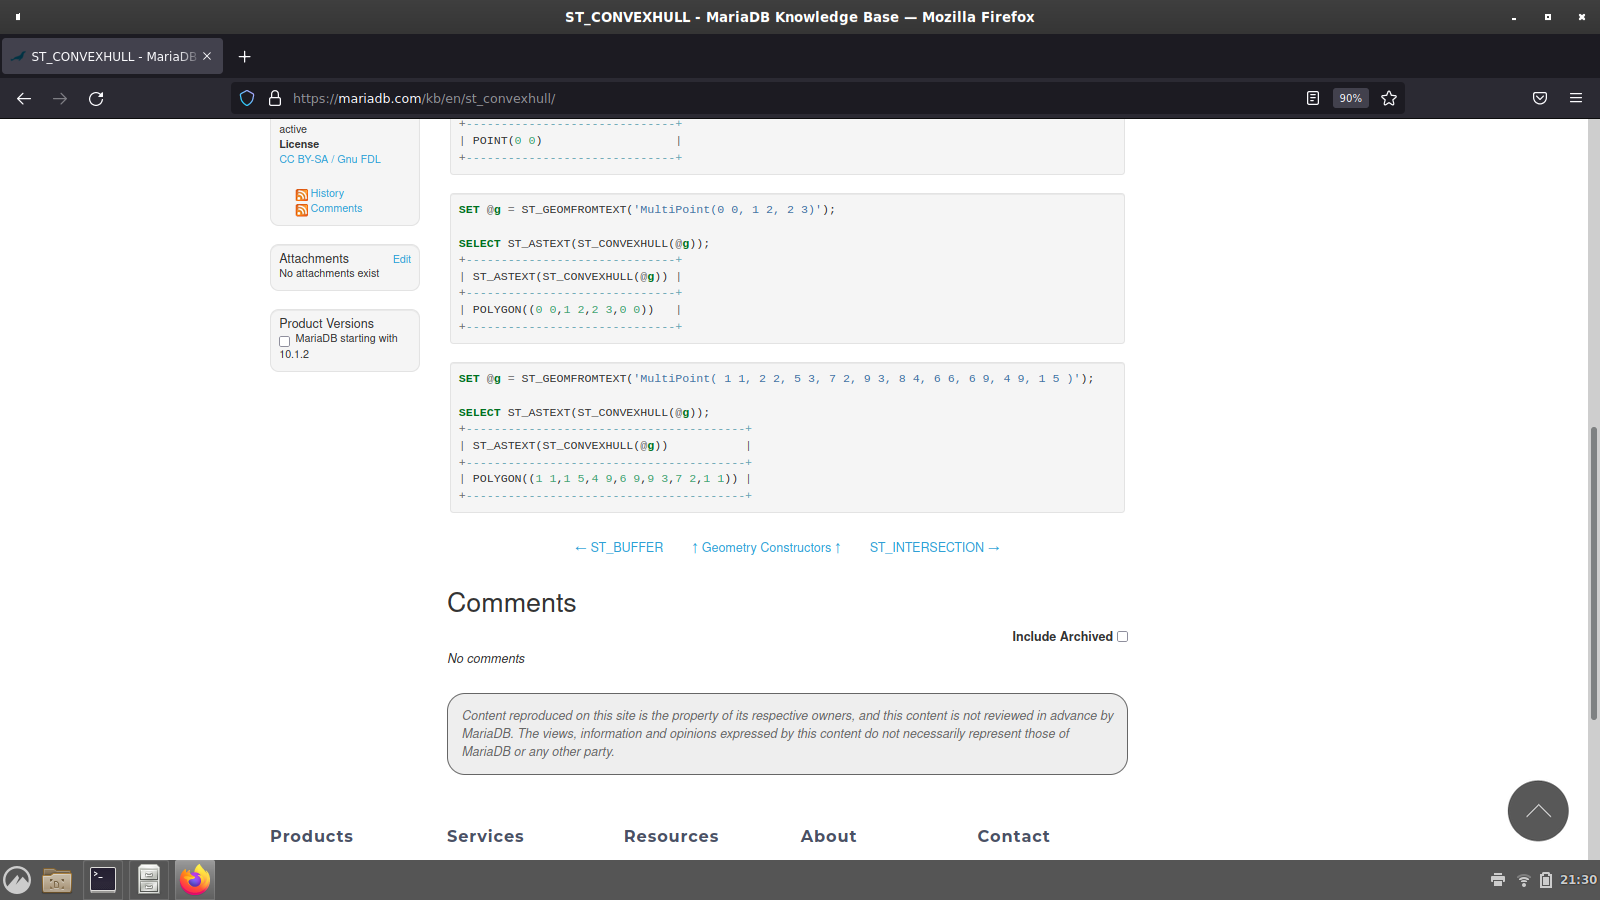 ST_CONVEXHULL - MariaDB Knowledge Base — Mozilla Firefox
ST_CONVEXHULL - MariaDB
https://mariadb.com/kb/en/st_convexhull/
90%
active
License
CC BY-SA / Gnu FDL
History
Comments
Attachments Edit
No attachments exist
Product Versions
MariaDB starting with
10.1.2
+------------------------------+
| POINT(0 0)                   |
+------------------------------+
SET @g = ST_GEOMFROMTEXT('MultiPoint(0 0, 1 2, 2 3)');
SELECT ST_ASTEXT(ST_CONVEXHULL(@g));
+------------------------------+
| ST_ASTEXT(ST_CONVEXHULL(@g)) |
+------------------------------+
| POLYGON((0 0,1 2,2 3,0 0))   |
+------------------------------+
SET @g = ST_GEOMFROMTEXT('MultiPoint( 1 1, 2 2, 5 3, 7 2, 9 3, 8 4, 6 6, 6 9, 4 9, 1 5 )');
SELECT ST_ASTEXT(ST_CONVEXHULL(@g));
+----------------------------------------+
| ST_ASTEXT(ST_CONVEXHULL(@g))           |
+----------------------------------------+
| POLYGON((1 1,1 5,4 9,6 9,9 3,7 2,1 1)) |
+----------------------------------------+
← ST_BUFFER ↑ Geometry Constructors ↑ ST_INTERSECTION →
Comments
Include Archived
No comments
Content reproduced on this site is the property of its respective owners, and this content is not reviewed in advance by
MariaDB. The views, information and opinions expressed by this content do not necessarily represent those of
MariaDB or any other party.
Products Services Resources About Contact
21:30